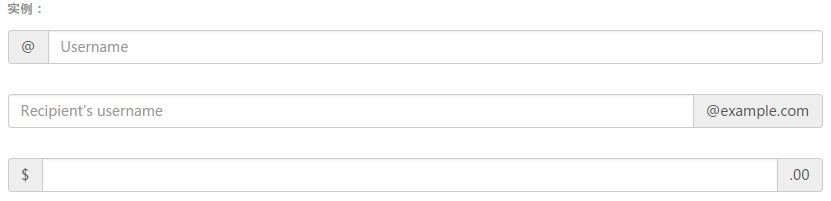 实例：
@ Username
Recipient's username @example.com
$ .00